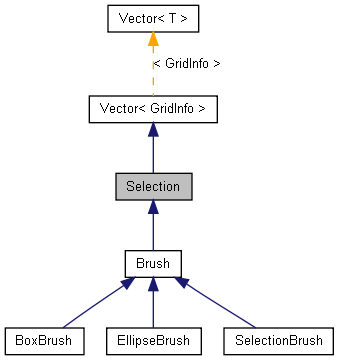 Vector< T >
< GridInfo >
Vector< GridInfo >
Selection
Brush
BoxBrush
EllipseBrush
SelectionBrush